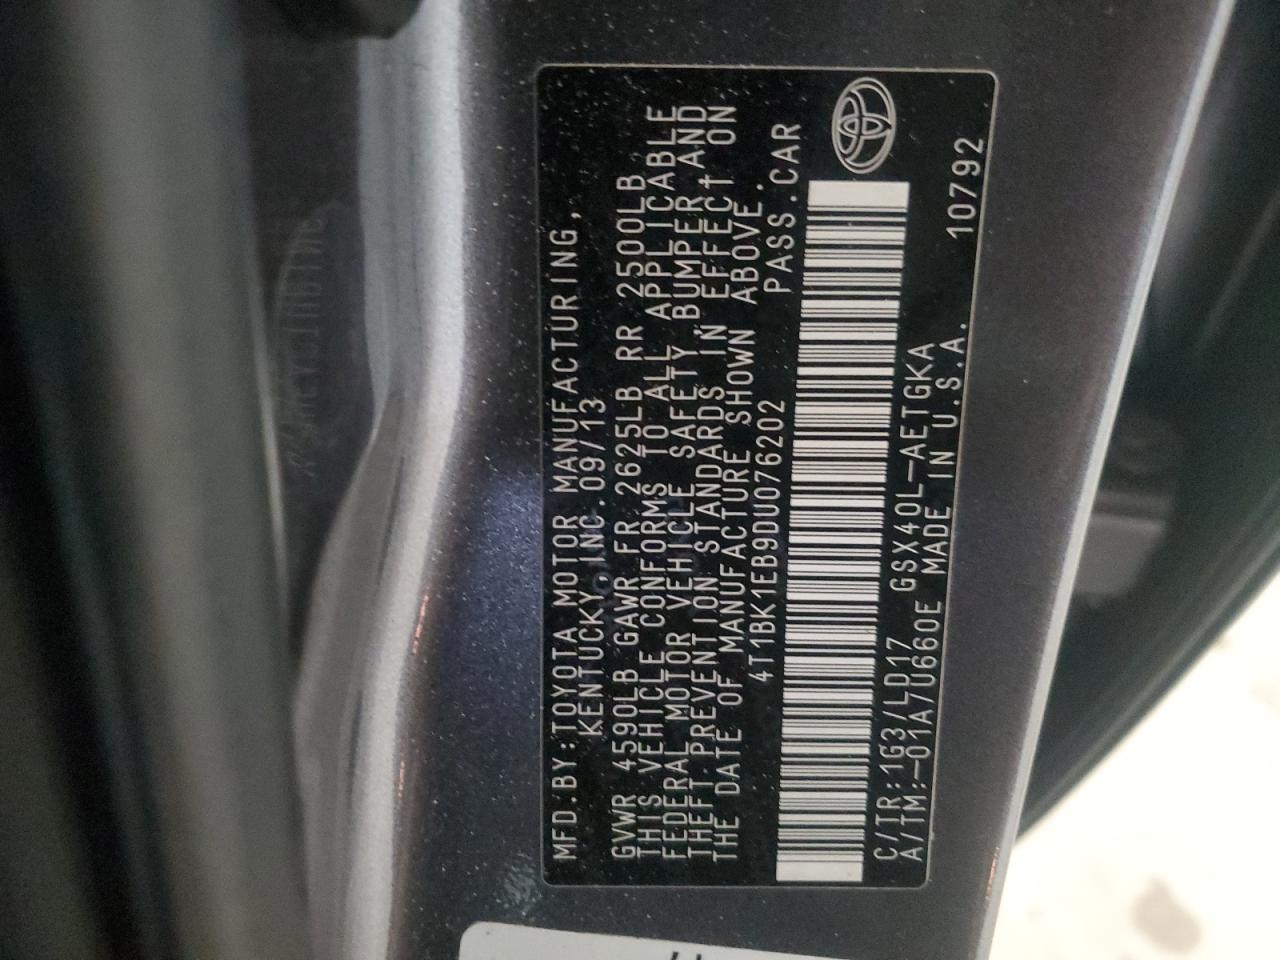 MFD.BY:TOYOTA MOTOR MANUFACTURING,
KENTUCKY,INC. 09/13
GVWR 4590LB GAWR FR 2625LB RR 2500LB
THIS VEHICLE CONFORMS TO ALL APPLICABLE
FEDERAL MOTOR VEHICLE SAFETY, BUMPER AND
THEFT PREVENTION STANDARDS IN EFFECT ON
THE DATE OF MANUFACTURE SHOWN ABOVE.
4T1BK1EB9DU076202 PASS.CAR
C/TR:1G3/LD17 GSX40L-AETGKA
A/TM:-01A/U660E MADE IN U.S.A. 10792